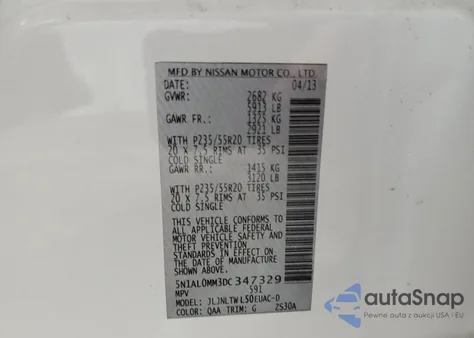 MFD BY NISSAN MOTOR CO., LTD.
DATE: 04/13
GVWR: 2682 KG
5913 LB
GAWR FR.: 1325 KG
2921 LB
WITH P235/55R20 TIRES
20 X 7.5 RIMS AT 35 PSI
COLD SINGLE
GAWR RR.: 1415 KG
3120 LB
WITH P235/55R20 TIRES
20 X 7.5 RIMS AT 35 PSI
COLD SINGLE
THIS VEHICLE CONFORMS TO
ALL APPLICABLE FEDERAL
MOTOR VEHICLE SAFETY AND
THEFT PREVENTION
STANDARDS IN EFFECT ON
THE DATE OF MANUFACTURE
SHOWN ABOVE.
5N1AL0MM3DC347329
MPV 591
MODEL: JLJNLTWL50EUAC-D
COLOR: QAA TRIM: G ZS30A
autoSnap
Pewne auto z aukcji w USA i EU